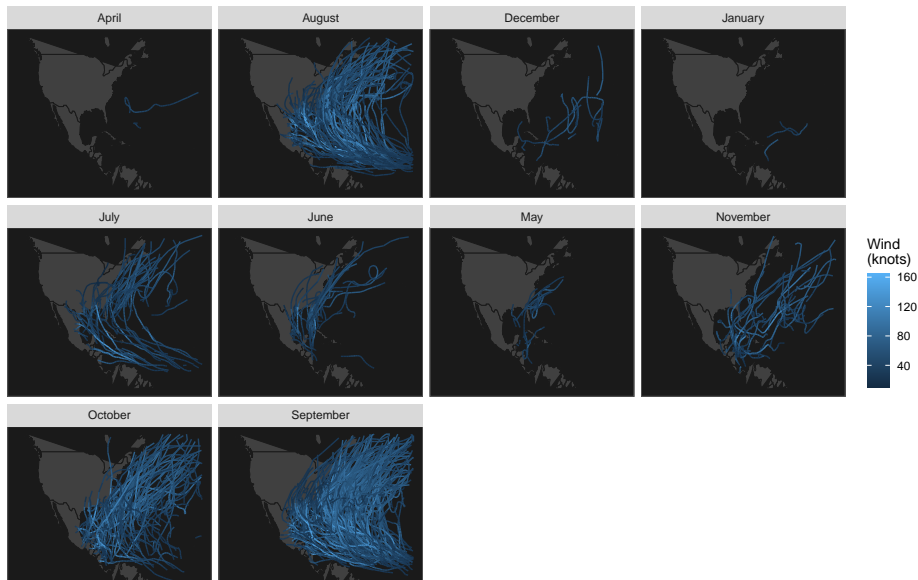 April
August
December
January
July
June
May
November
October
September
Wind
(knots)
160
120
80
40